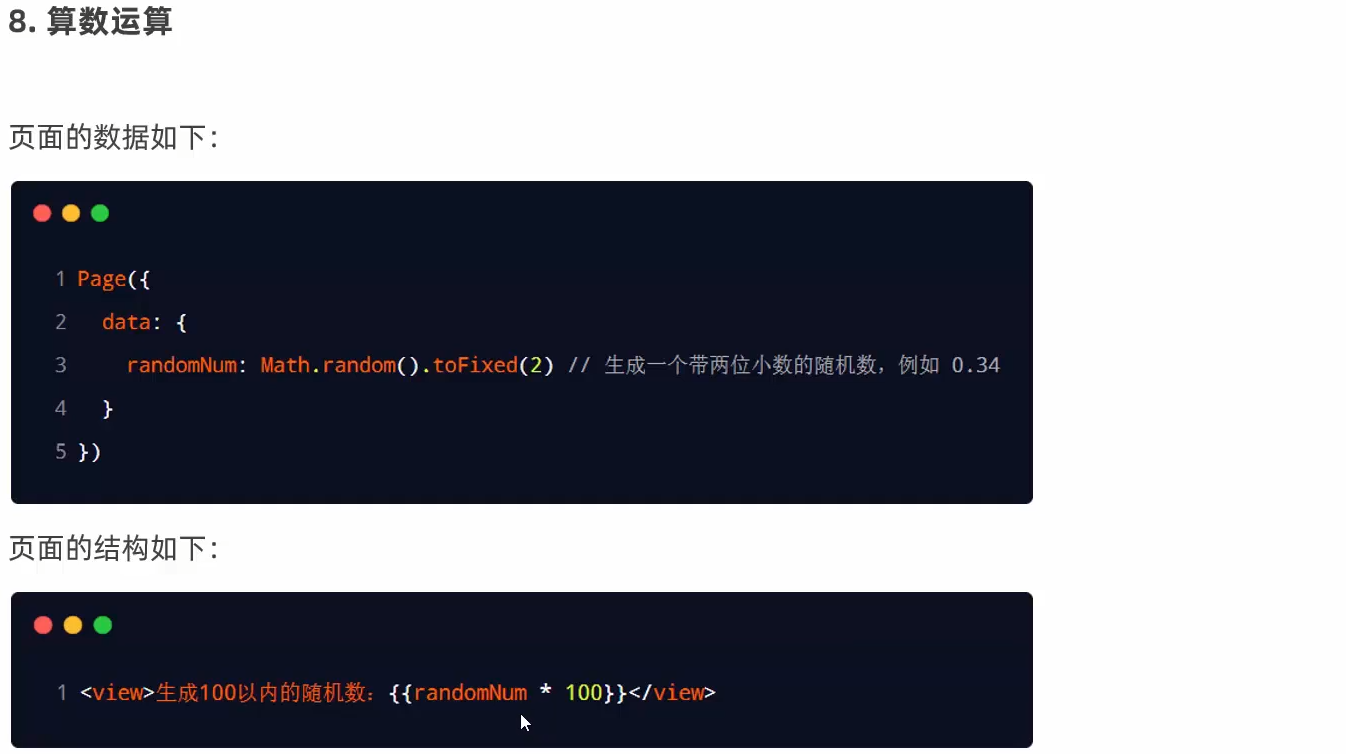 8. 算数运算
页面的数据如下：
1 Page({
2   data: {
3     randomNum: Math.random().toFixed(2) // 生成一个带两位小数的随机数，例如 0.34
4   }
5 })
页面的结构如下：
1 <view>生成100以内的随机数：{{randomNum * 100}}</view>